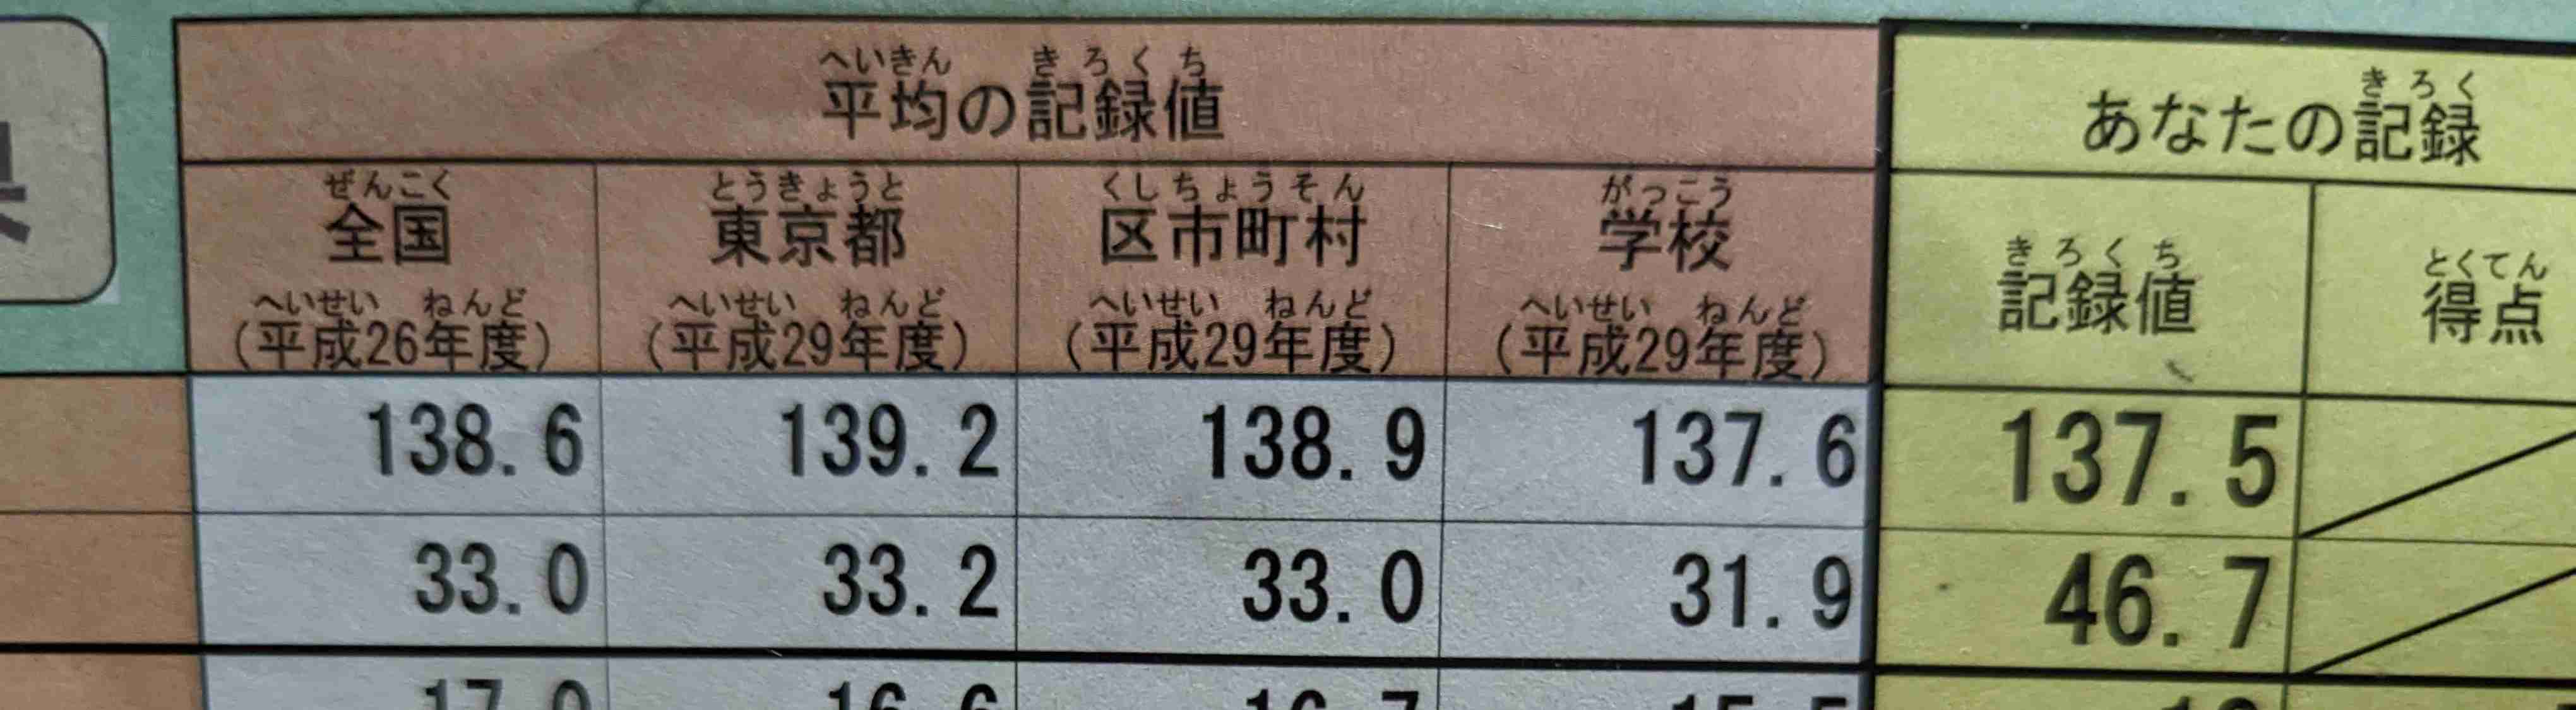 へいきん きろくち
平均の記録値
きろく
あなたの記録
ぜんこく とうきょうと くしちょうそん がっこう
全国 東京都 区市町村 学校
きろくち とくてん
記録値 得点
へいせい ねんど へいせい ねんど へいせい ねんど へいせい ねんど
(平成26年度) (平成29年度) (平成29年度) (平成29年度)
138.6 139.2 138.9 137.6 137.5
33.0 33.2 33.0 31.9 46.7